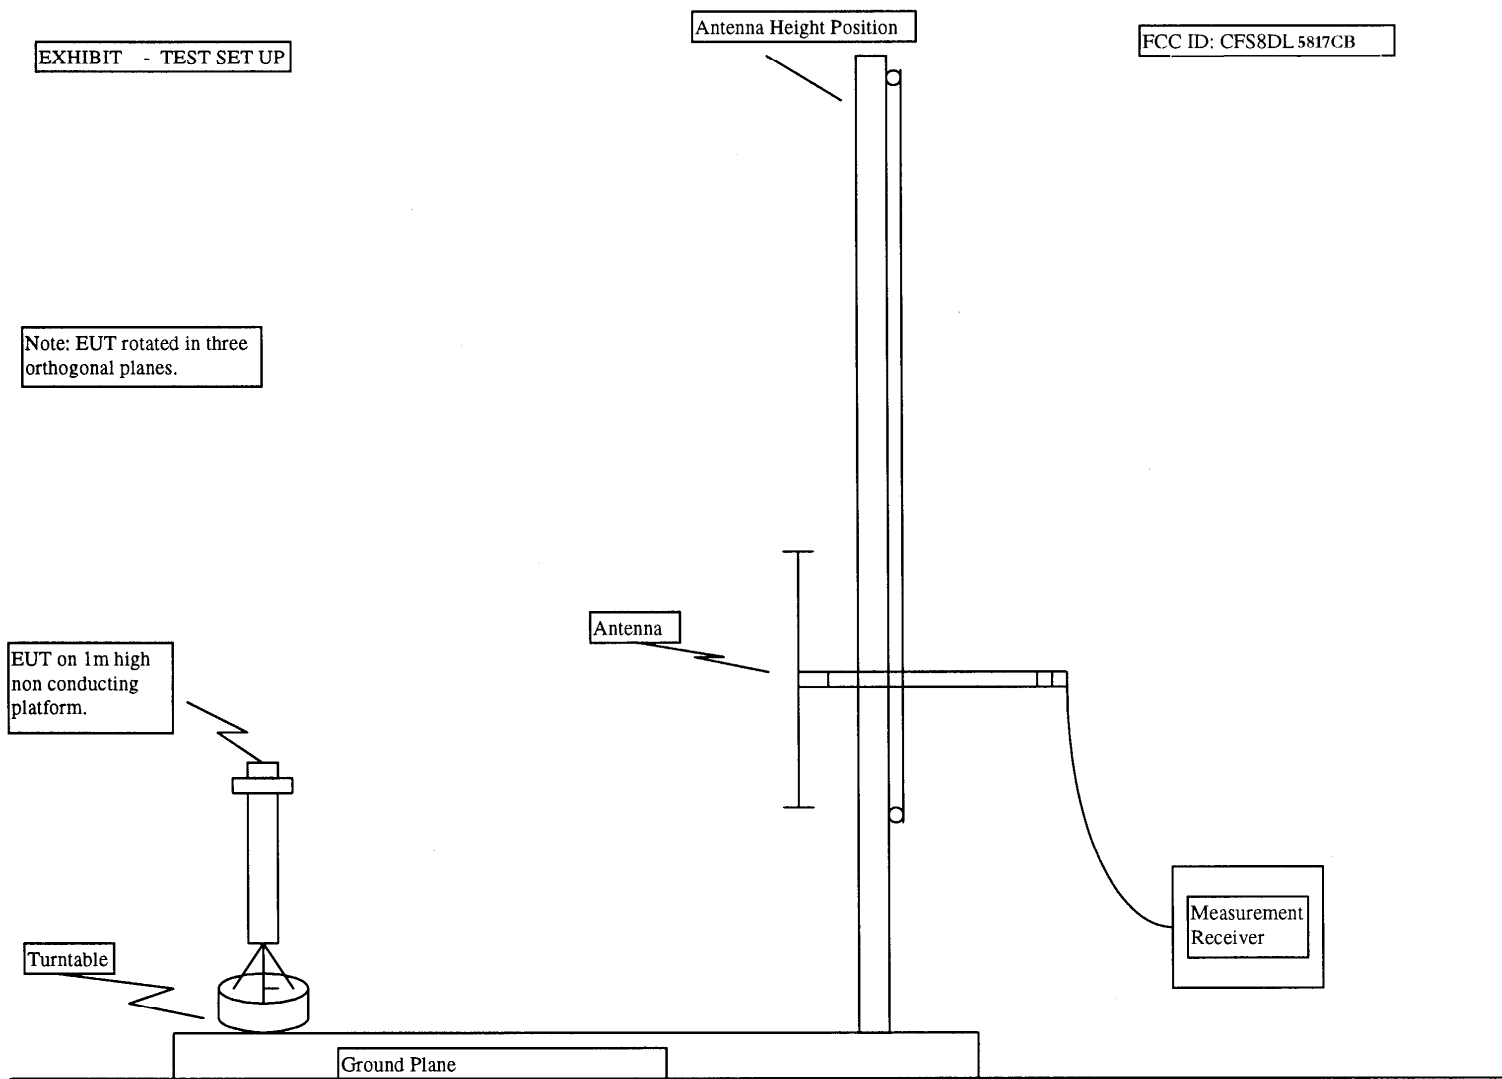 Antenna Height Position
EXHIBIT - TEST SET UP
FCC ID: CFS8DL 5817CB
Note: EUT rotated in three
orthogonal planes.
Antenna
EUT on 1m high
non conducting
platform.
Measurement
Receiver
Turntable
Ground Plane